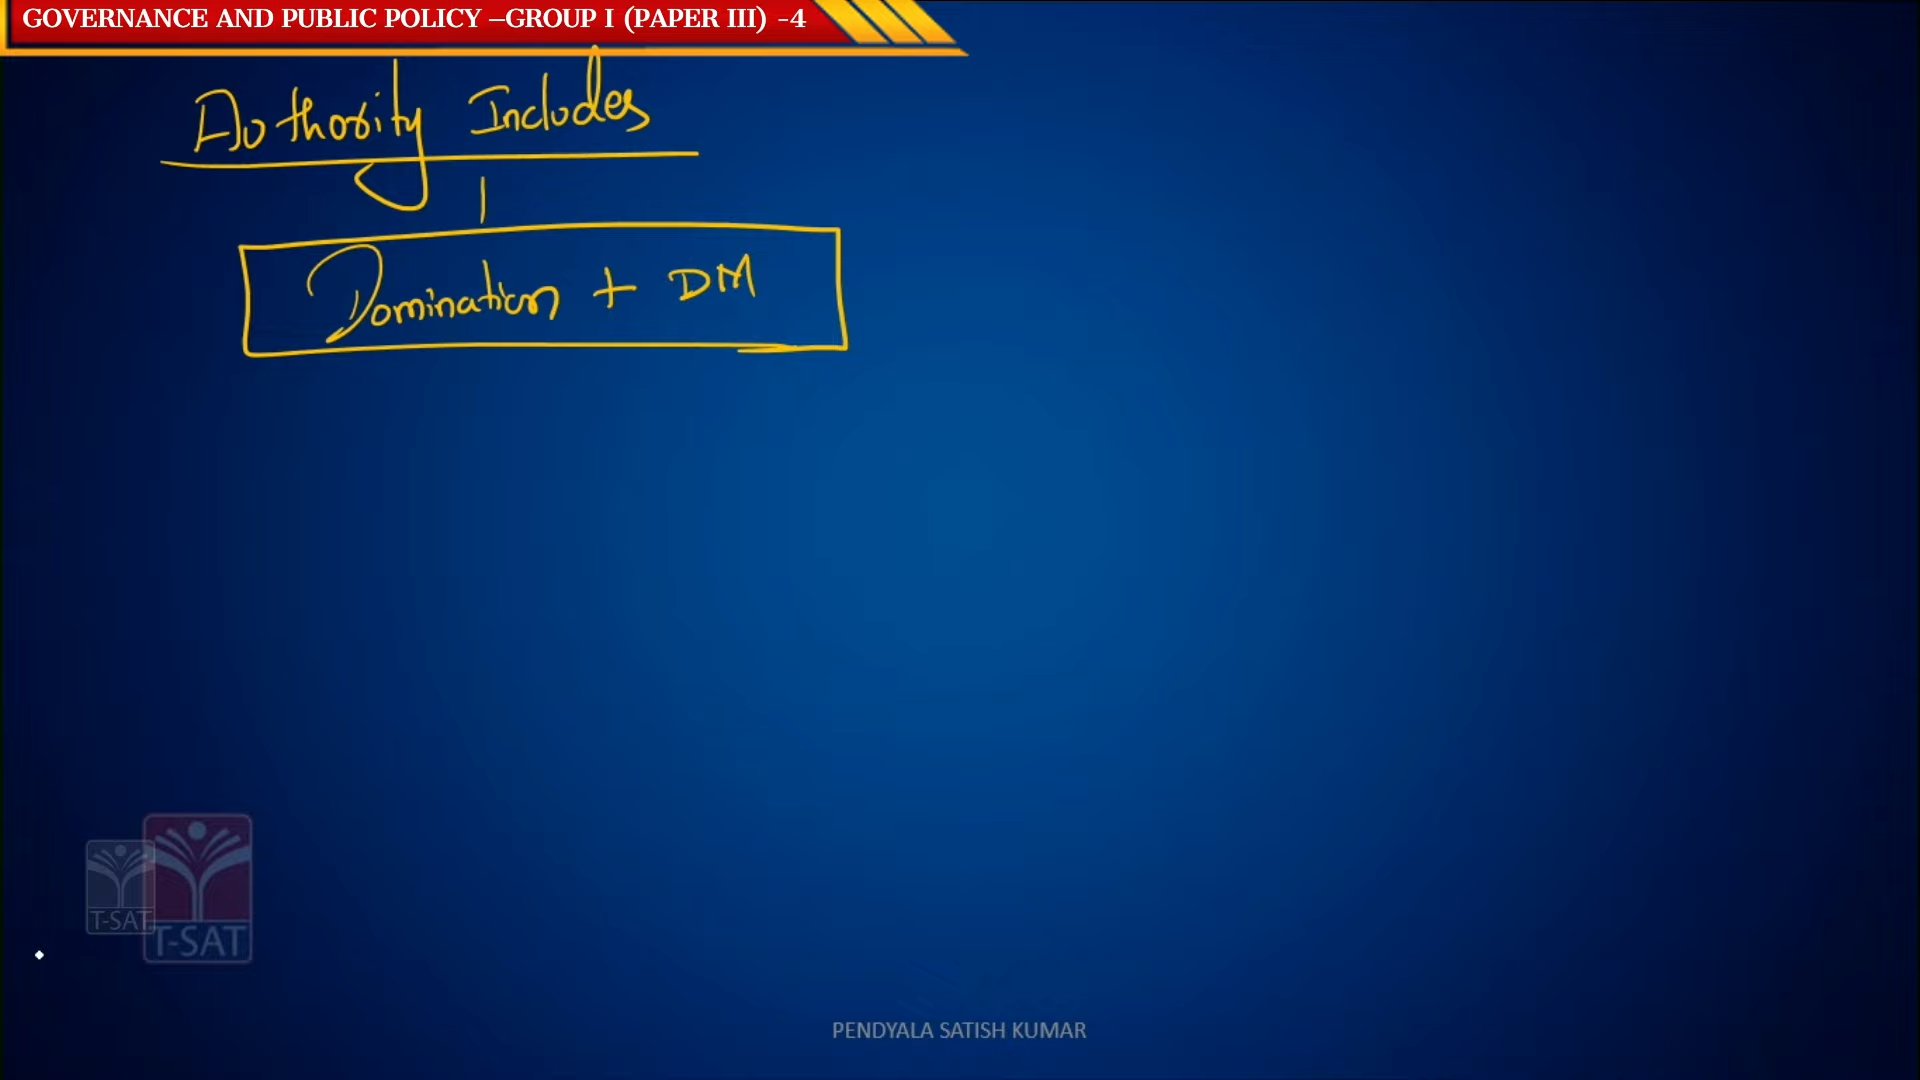 GOVERNANCE AND PUBLIC POLICY –GROUP I (PAPER III) -4
Authority Includes
Domination + DM
T-SAT
T-SAT
PENDYALA SATISH KUMAR